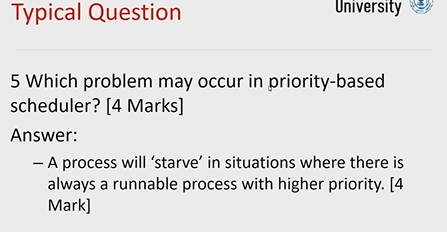 Typical Question
University
5 Which problem may occur in priority-based
scheduler? [4 Marks]
Answer:
– A process will ‘starve’ in situations where there is
always a runnable process with higher priority. [4
Mark]